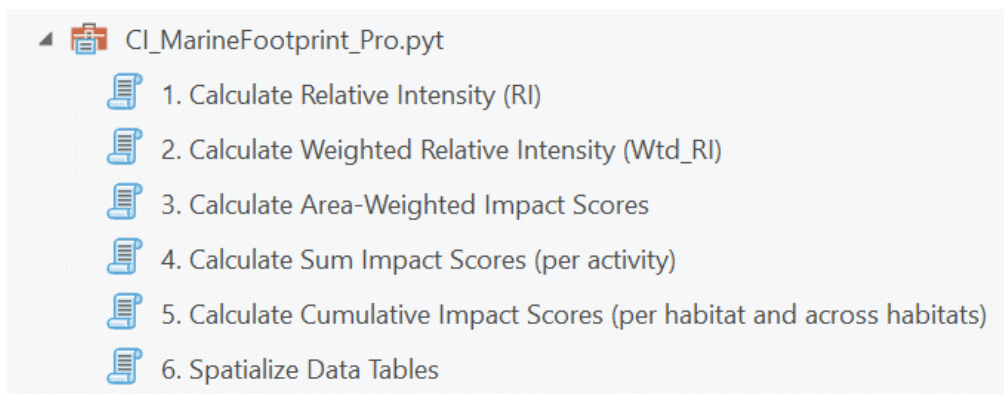 CI_MarineFootprint_Pro.pyt
1. Calculate Relative Intensity (RI)
2. Calculate Weighted Relative Intensity (Wtd_RI)
3. Calculate Area-Weighted Impact Scores
4. Calculate Sum Impact Scores (per activity)
5. Calculate Cumulative Impact Scores (per habitat and across habitats)
6. Spatialize Data Tables